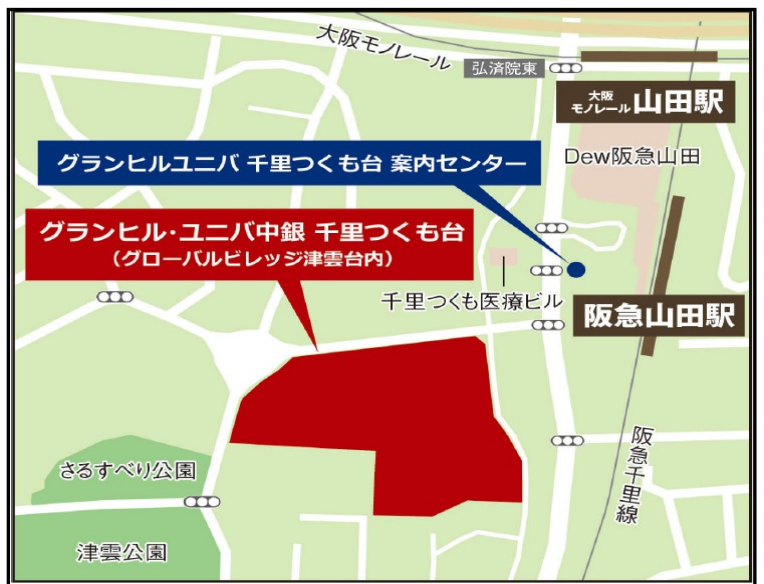 大阪モノレール
弘済院東
大阪
モノレール 山田駅
Dew阪急山田
グランヒルユニバ 千里つくも台 案内センター
グランヒル・ユニバ中銀 千里つくも台
（グローバルビレッジ津雲台内）
千里つくも医療ビル
阪急山田駅
阪急千里線
さるすべり公園
津雲公園